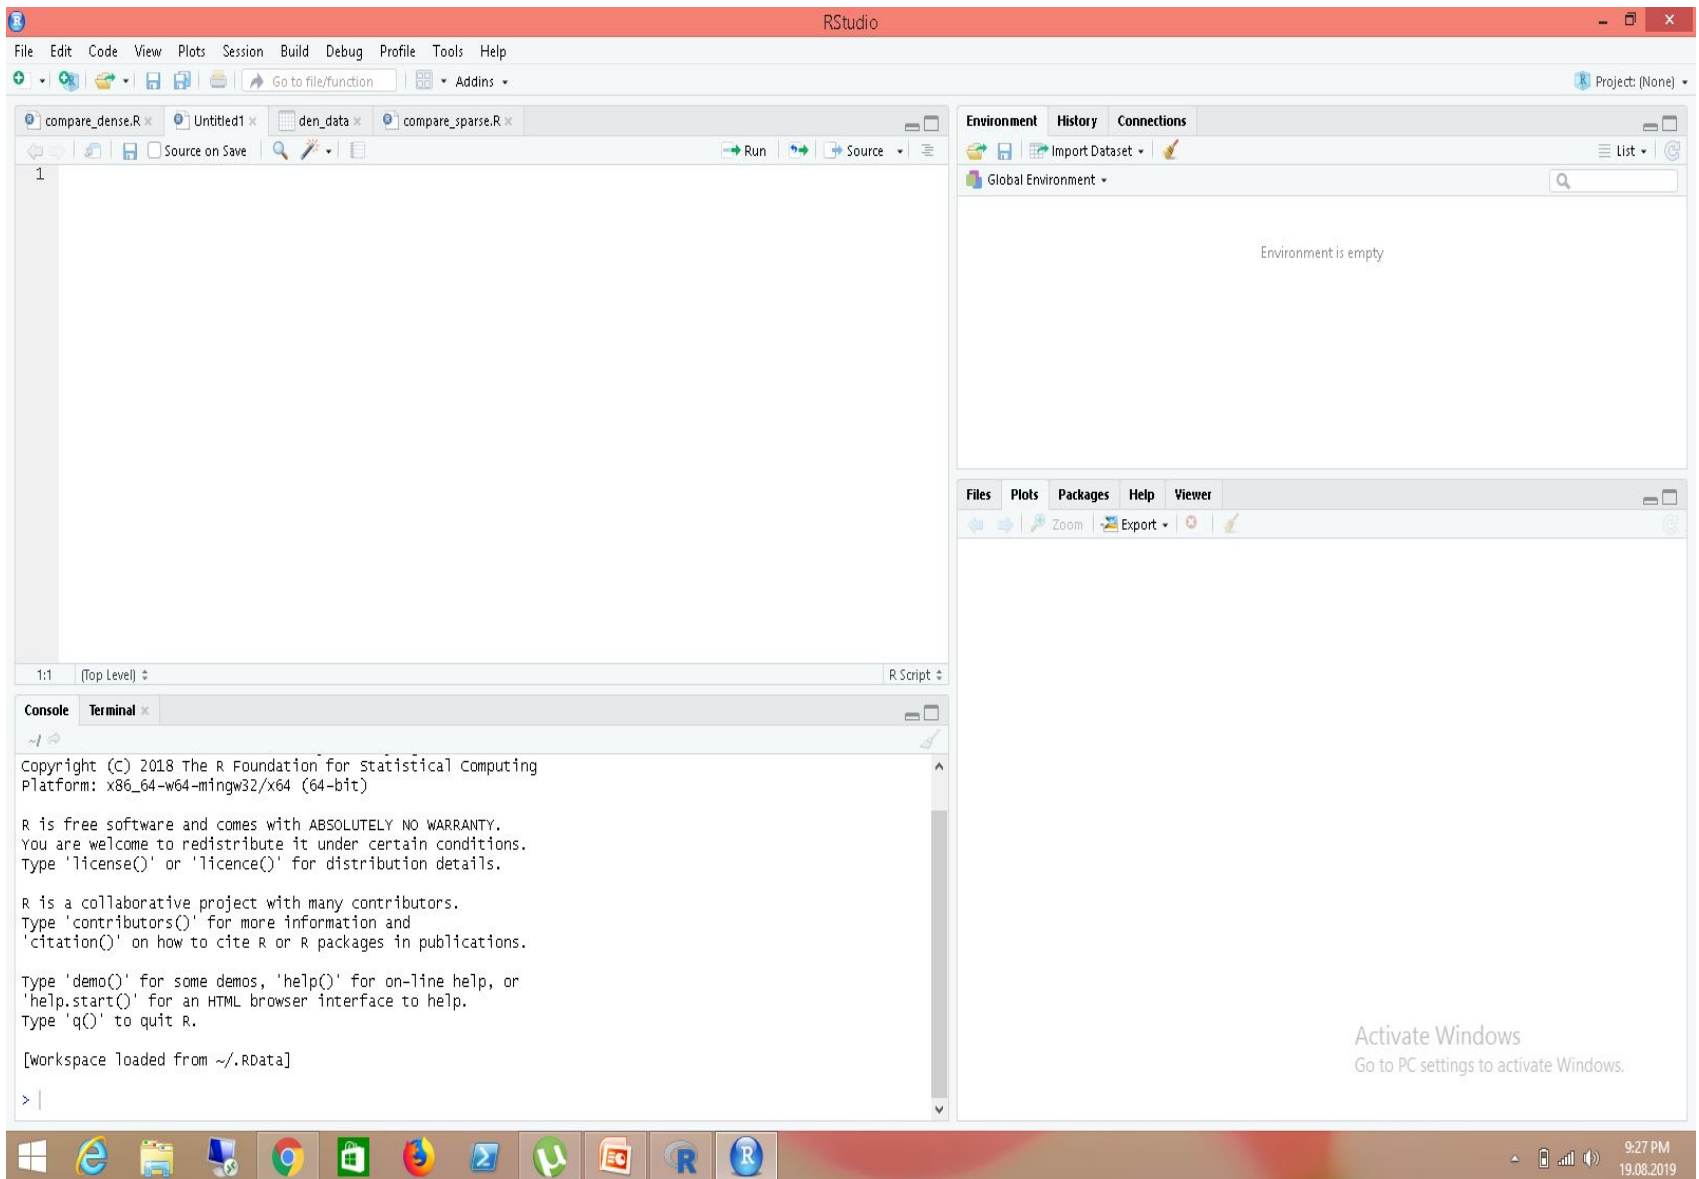 RStudio
File Edit Code View Plots Session Build Debug Profile Tools Help
Go to file/function Addins
Project: (None)
compare_dense.R Untitled1 den_data compare_sparse.R
Source on Save Run Source
1
1:1 (Top Level) R Script
Console Terminal
~/
Copyright (C) 2018 The R Foundation for Statistical Computing
Platform: x86_64-w64-mingw32/x64 (64-bit)
R is free software and comes with ABSOLUTELY NO WARRANTY.
You are welcome to redistribute it under certain conditions.
Type 'license()' or 'licence()' for distribution details.
R is a collaborative project with many contributors.
Type 'contributors()' for more information and
'citation()' on how to cite R or R packages in publications.
Type 'demo()' for some demos, 'help()' for on-line help, or
'help.start()' for an HTML browser interface to help.
Type 'q()' to quit R.
[Workspace loaded from ~/.RData]
>
Environment History Connections
Import Dataset List
Global Environment
Environment is empty
Files Plots Packages Help Viewer
Zoom Export
Activate Windows
Go to PC settings to activate Windows.
9:27 PM
19.08.2019